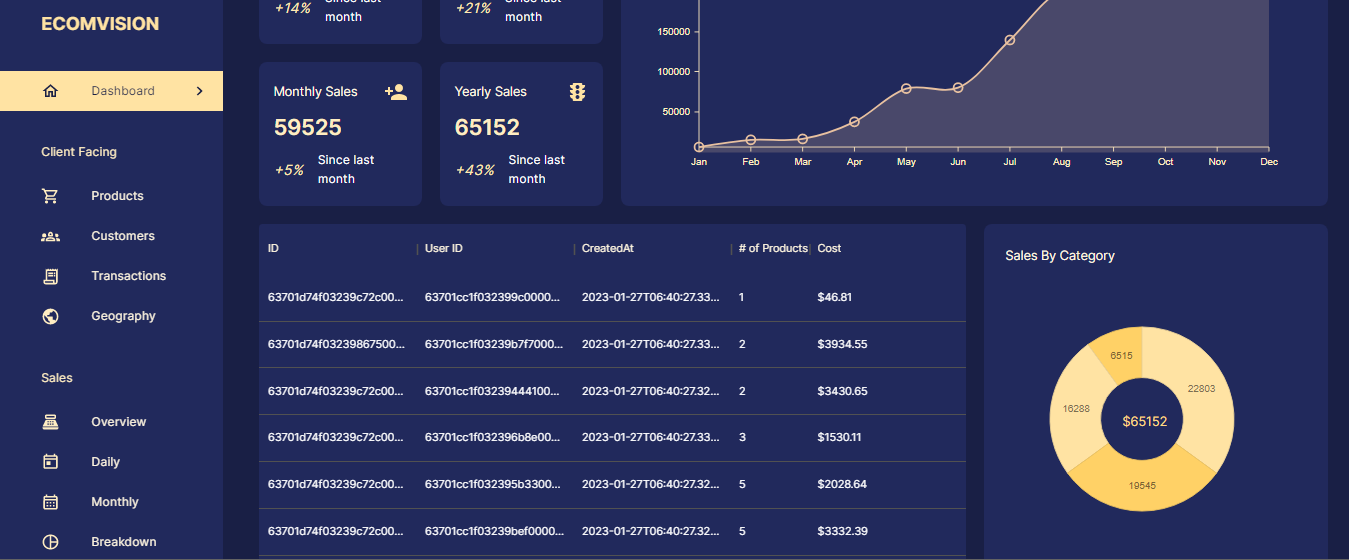 ECOMVISION
Dashboard
Client Facing
Products
Customers
Transactions
Geography
Sales
Overview
Daily
Monthly
Breakdown
+14% Since last
month
+21% Since last
month
Monthly Sales
59525
+5% Since last
month
Yearly Sales
65152
+43% Since last
month
150000
100000
50000
Jan Feb Mar Apr May Jun Jul Aug Sep Oct Nov Dec
ID User ID CreatedAt # of Products Cost
63701d74f03239c72c00... 63701cc1f032399c0000... 2023-01-27T06:40:27.33... 1 $46.81
63701d74f03239867500... 63701cc1f03239b7f7000... 2023-01-27T06:40:27.33... 2 $3934.55
63701d74f03239c72c00... 63701cc1f03239444100... 2023-01-27T06:40:27.32... 2 $3430.65
63701d74f03239c72c00... 63701cc1f032396b8e00... 2023-01-27T06:40:27.33... 3 $1530.11
63701d74f03239c72c00... 63701cc1f032395b3300... 2023-01-27T06:40:27.32... 5 $2028.64
63701d74f03239c72c00... 63701cc1f03239bef0000... 2023-01-27T06:40:27.32... 5 $3332.39
Sales By Category
6515
22803
16288
$65152
19545